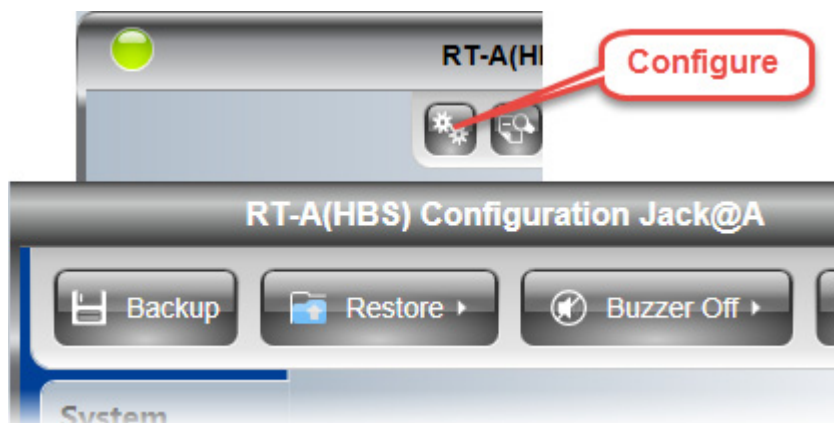 RT-A(H
Configure
RT-A(HBS) Configuration Jack@A
Backup
Restore
Buzzer Off
System